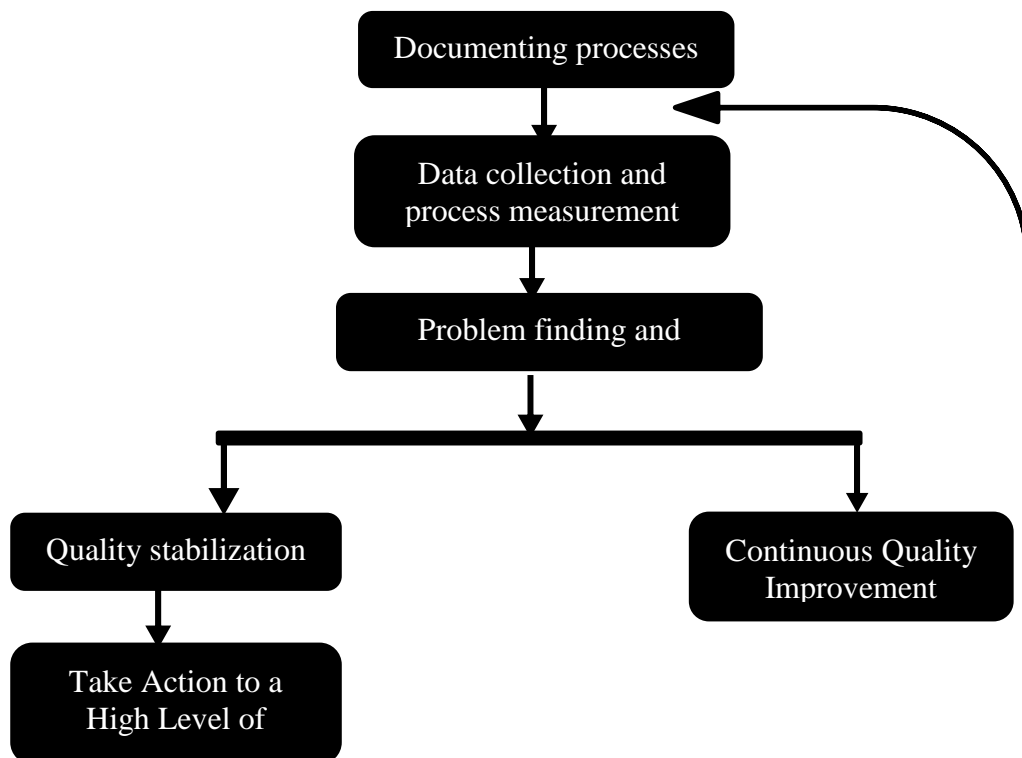 Documenting processes
Data collection and
process measurement
Problem finding and
Quality stabilization
Continuous Quality
Improvement
Take Action to a
High Level of